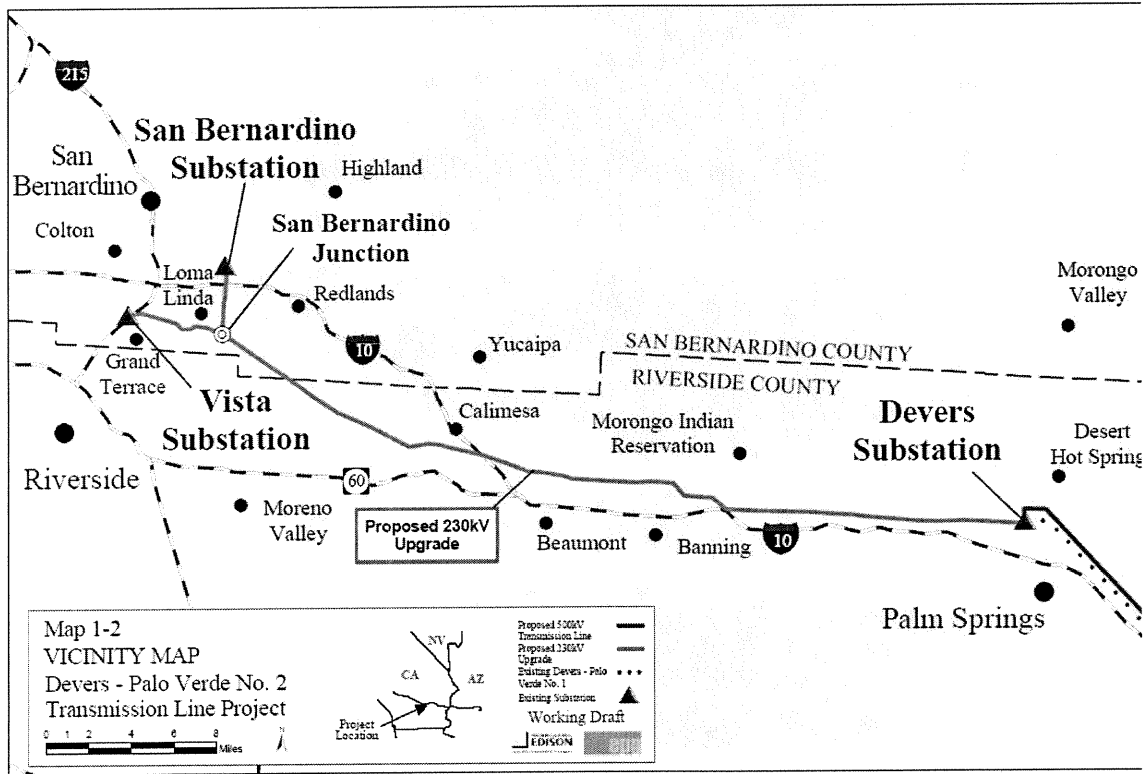 215
San Bernardino
Substation
San
Bernardino
Highland
Colton
San Bernardino
Junction
Loma
Linda
Redlands
Morongo
Valley
10
Yucaipa
SAN BERNARDINO COUNTY
RIVERSIDE COUNTY
Grand
Terrace
Vista
Substation
Calimesa
Morongo Indian
Reservation
Devers
Substation
Desert
Hot Spring
Riverside
60
Moreno
Valley
Proposed 230kV
Upgrade
Beaumont
Banning
10
Palm Springs
Map 1-2
VICINITY MAP
Devers - Palo Verde No. 2
Transmission Line Project
0 2 4 6 8
Miles
N
NV
CA
AZ
Project
Location
Proposed 500kV
Transmission Line
Proposed 230kV
Upgrade
Existing Devers - Palo
Verde No. 1
Existing Substation
Working Draft
EDISON